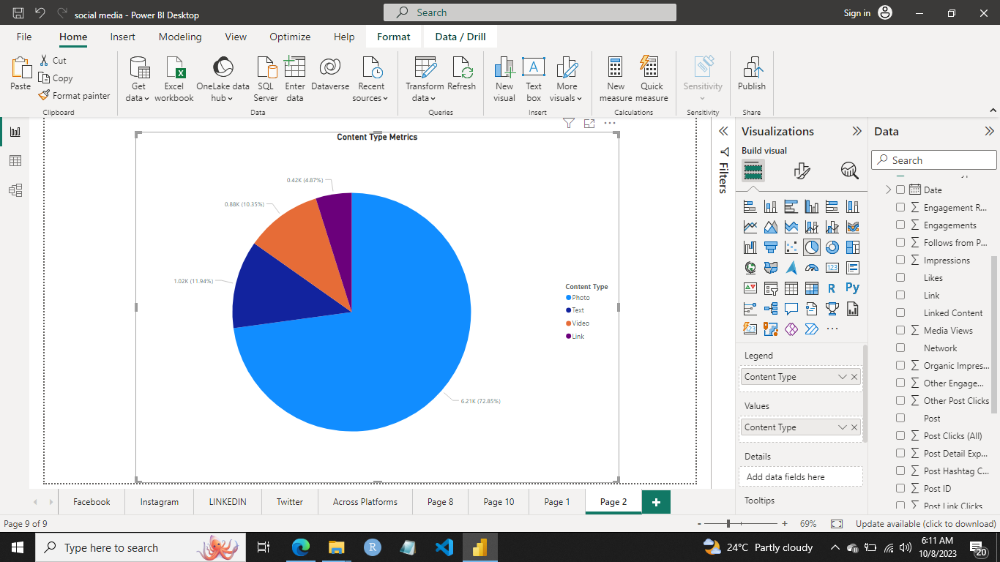 social media - Power BI Desktop
Search
Sign in
File
Home
Insert
Modeling
View
Optimize
Help
Format
Data / Drill
Paste
Cut
Copy
Format painter
Clipboard
Get data
Excel workbook
OneLake data hub
SQL Server
Enter data
Dataverse
Recent sources
Data
Transform data
Refresh
Queries
New visual
Text box
More visuals
Insert
New measure
Quick measure
Calculations
Sensitivity
Sensitivity
Publish
Share
Content Type Metrics
0.42K (4.87%)
0.88K (10.35%)
1.02K (11.94%)
6.21K (72.85%)
Content Type
Photo
Text
Video
Link
Filters
Visualizations
Build visual
123
R
Py
Legend
Content Type
Values
Content Type
Details
Add data fields here
Tooltips
Data
Search
Date
Engagement R...
Engagements
Follows from P...
Impressions
Likes
Link
Linked Content
Media Views
Network
Organic Impres...
Other Engage...
Other Post Clicks
Post
Post Clicks (All)
Post Detail Exp...
Post Hashtag C...
Post ID
Post Link Clicks
Facebook
Instagram
LINKEDIN
Twitter
Across Platforms
Page 8
Page 10
Page 1
Page 2
Page 9 of 9
- + 69%
Update available (click to download)
Type here to search
R
24°C Partly cloudy
6:11 AM
10/8/2023
20